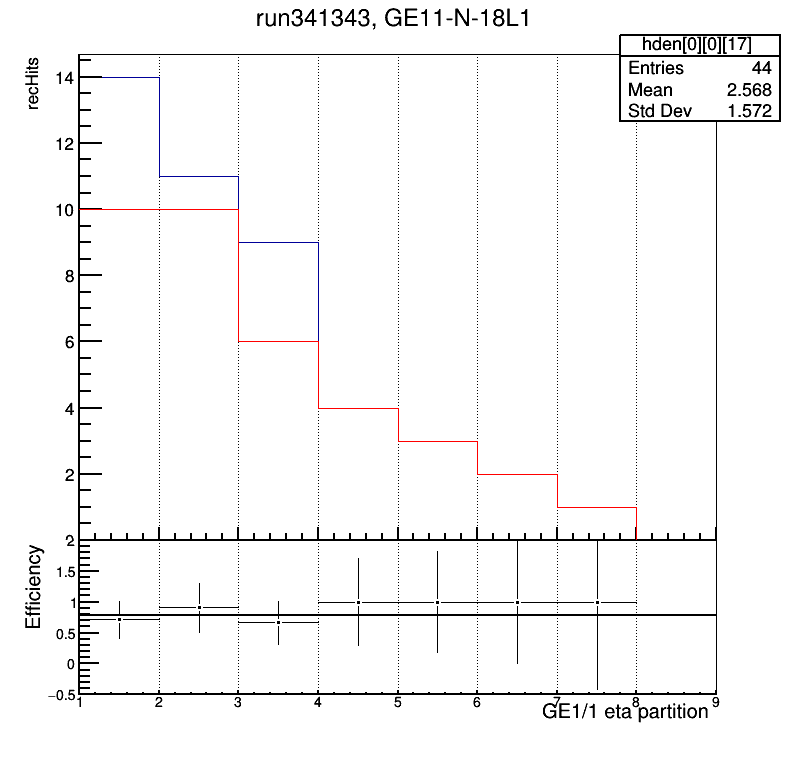 run341343, GE11-N-18L1
hden[0][0][17]
Entries 44
Mean 2.568
Std Dev 1.572
recHits
14
12
10
8
6
4
2
Efficiency
2
1.5
1
0.5
0
−0.5
1 2 3 4 5 6 7 8 9
GE1/1 eta partition